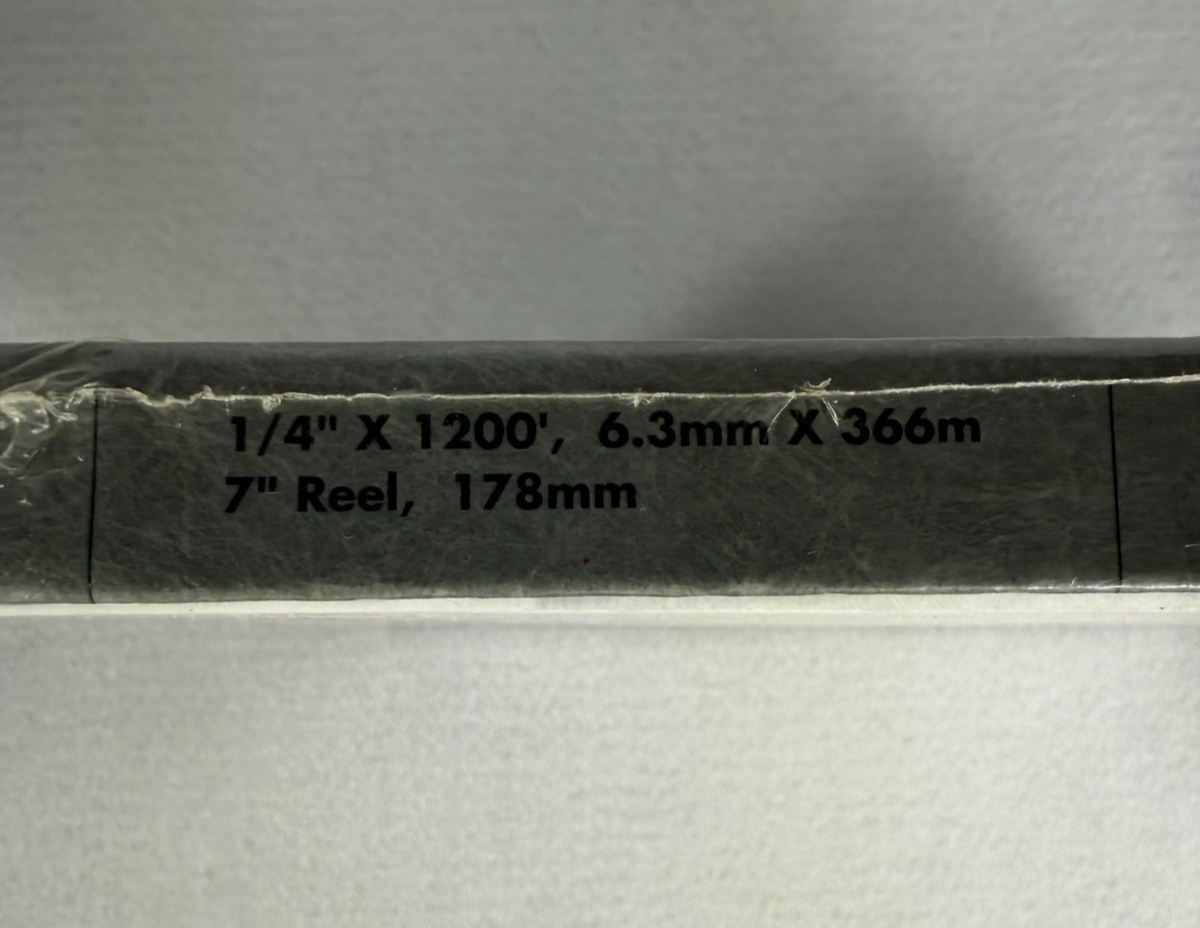 1/4" X 1200', 6.3mm X 366m
7" Reel, 178mm